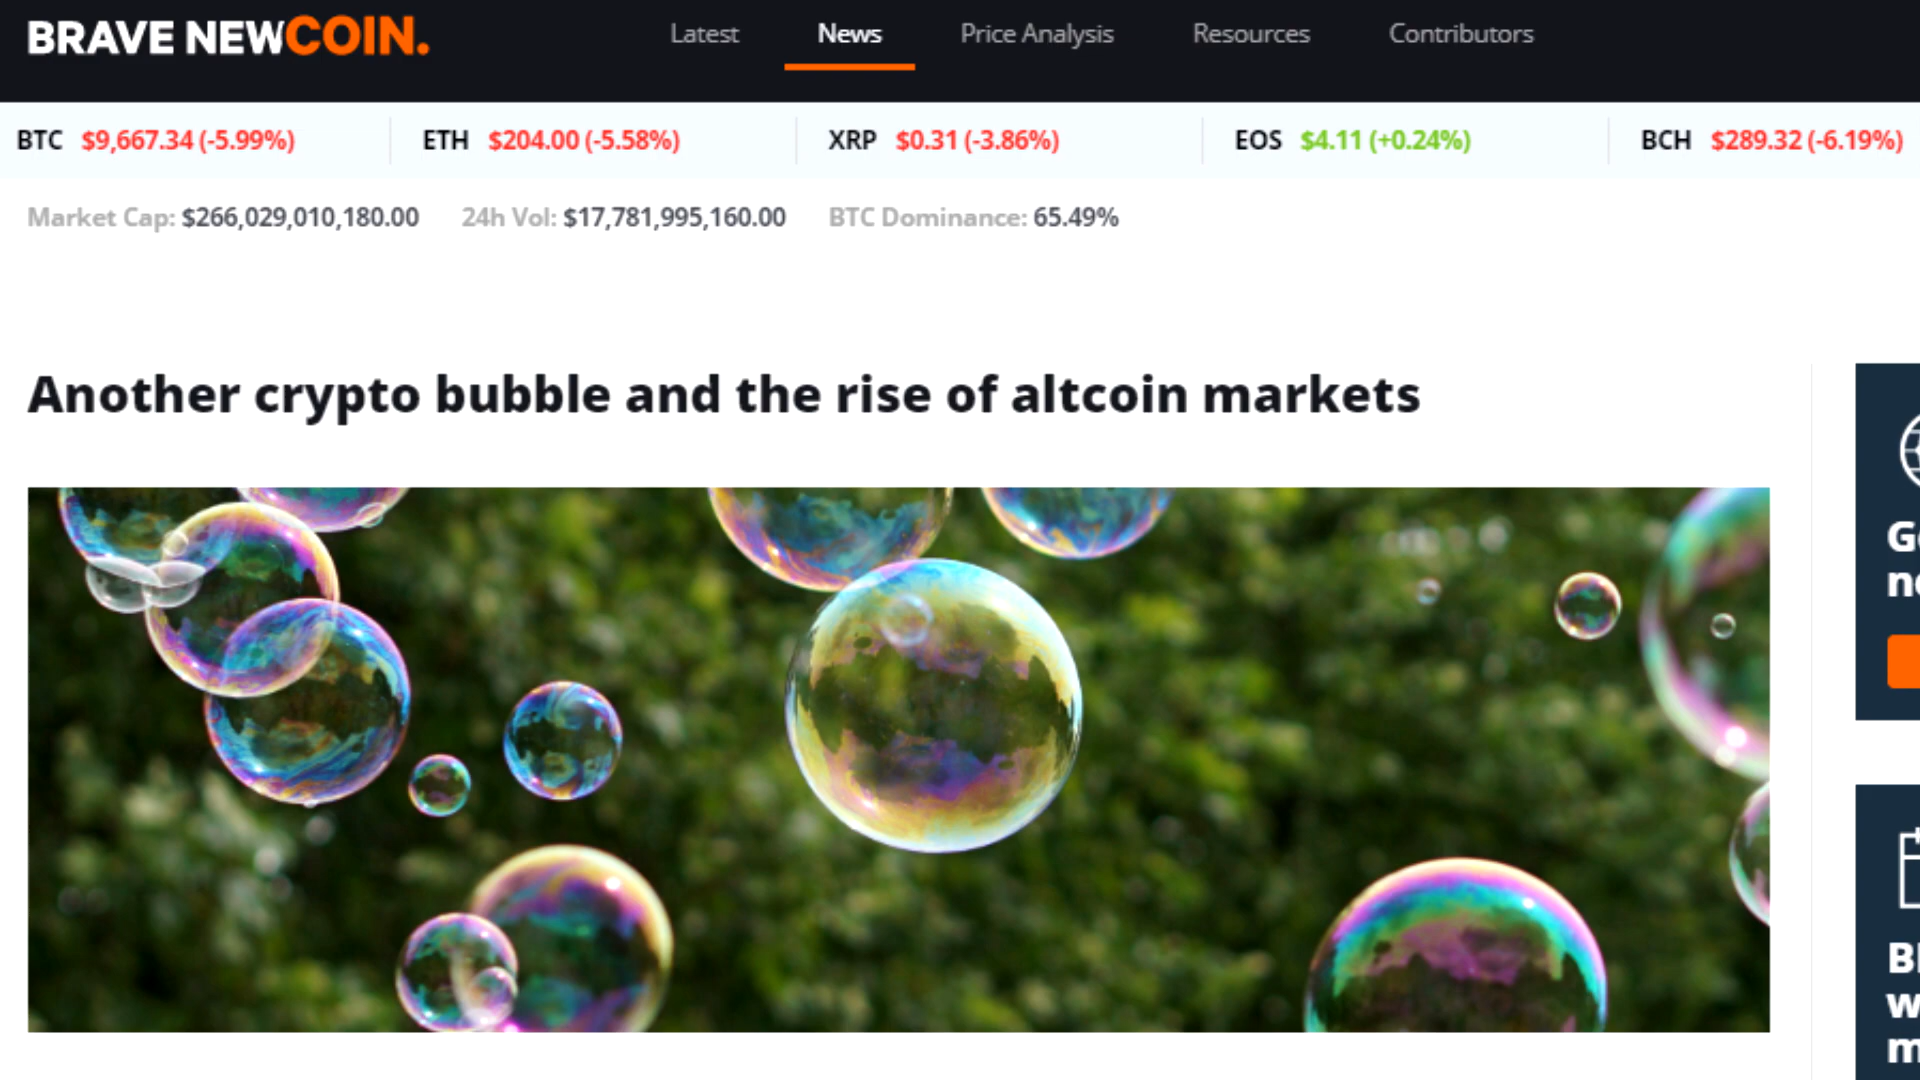 BRAVE NEWCOIN.
Latest News Price Analysis Resources Contributors
BTC $9,667.34 (-5.99%) ETH $204.00 (-5.58%) XRP $0.31 (-3.86%) EOS $4.11 (+0.24%) BCH $289.32 (-6.19%)
Market Cap: $266,029,010,180.00 24h Vol: $17,781,995,160.00 BTC Dominance: 65.49%
Another crypto bubble and the rise of altcoin markets